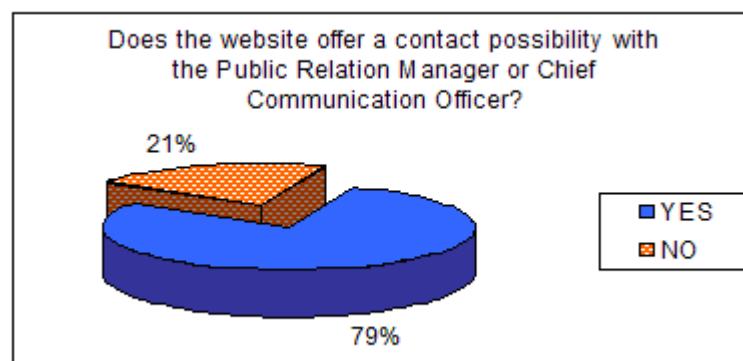 Does the website offer a contact possibility with
the Public Relation Manager or Chief
Communication Officer?
21%
YES
NO
79%